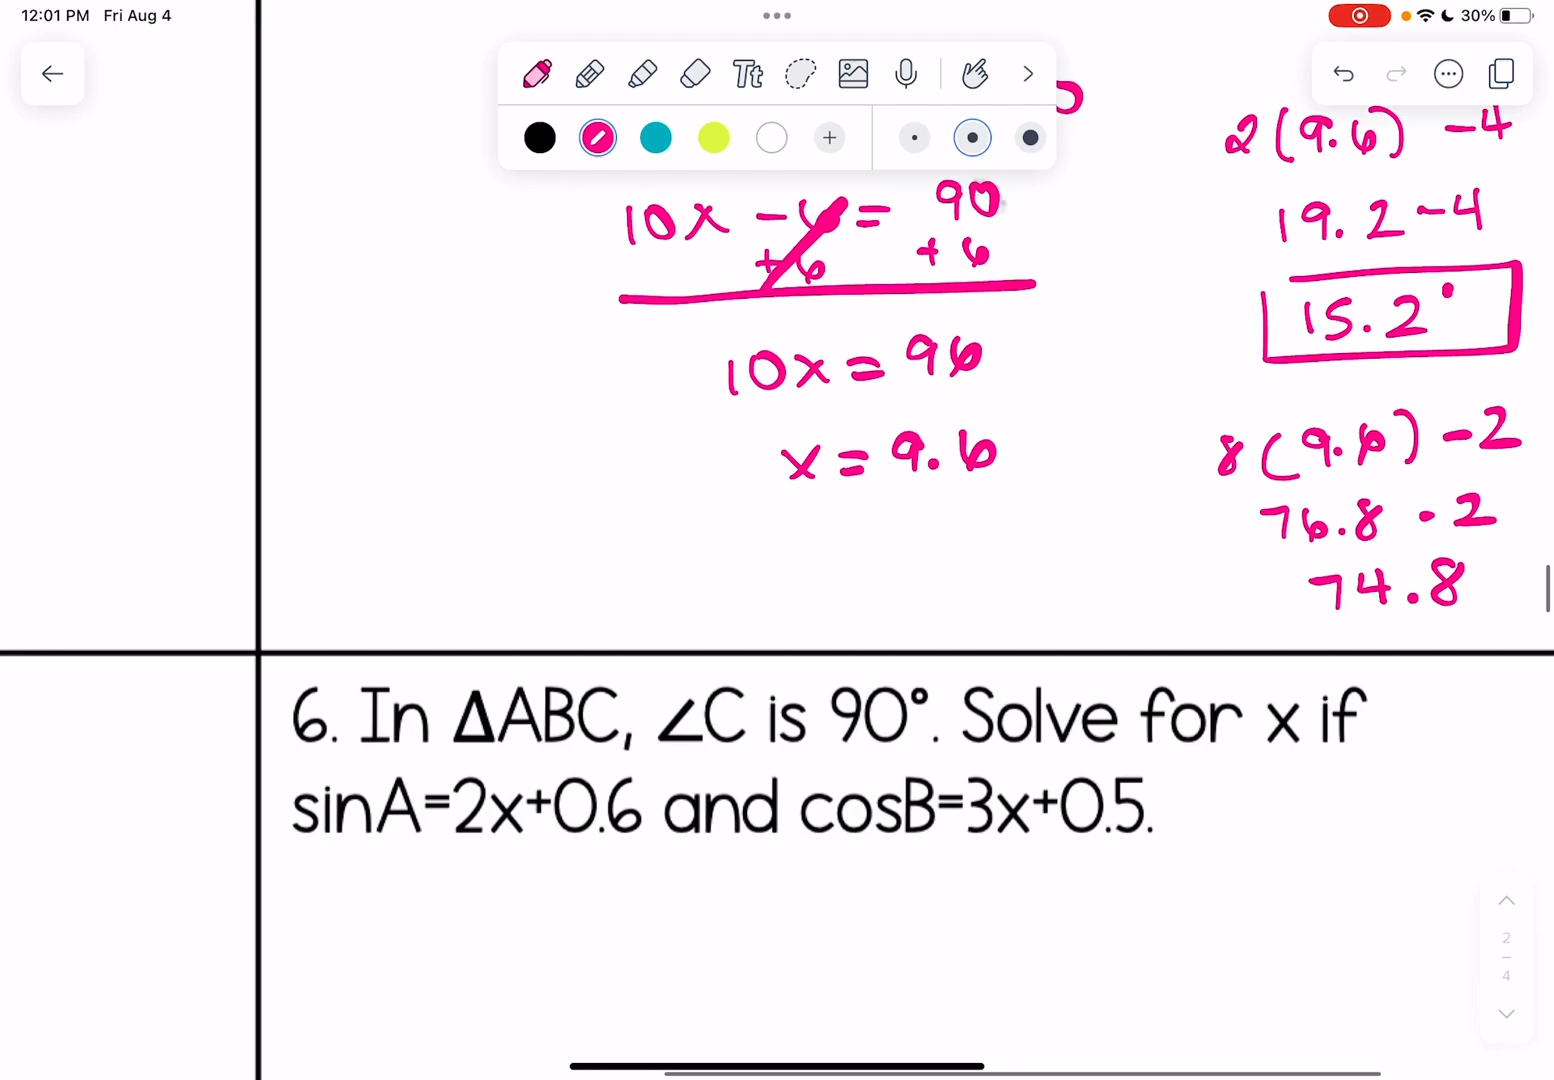 12:01 PM Fri Aug 4
30%
Tt
10x - 6 = 90
+6 +6
10x = 96
x = 9.6
2(9.6) -4
19.2 -4
15.2°
8(9.6) -2
76.8 -2
74.8
6. In ΔABC, ∠C is 90°. Solve for x if
sinA=2x+0.6 and cosB=3x+0.5.
2
4